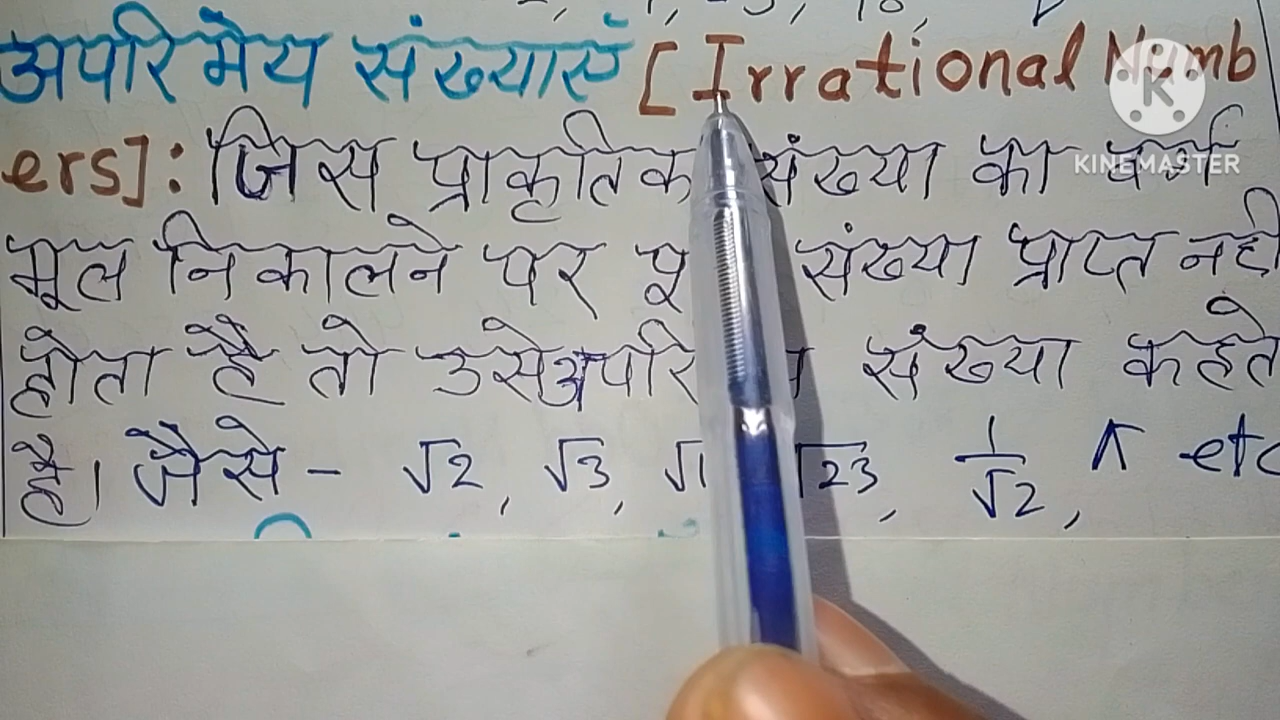 अपरिमेय संख्याएँ [Irrational Numb
K
KINEMASTER
ers]: जिस प्राकृतिक संख्या का वर्ग
मूल निकालने पर संख्या प्राप्त नही
होता है तो उसे संख्या कहते
है। जैसे - √2, √3, √23, 1/√2, etc